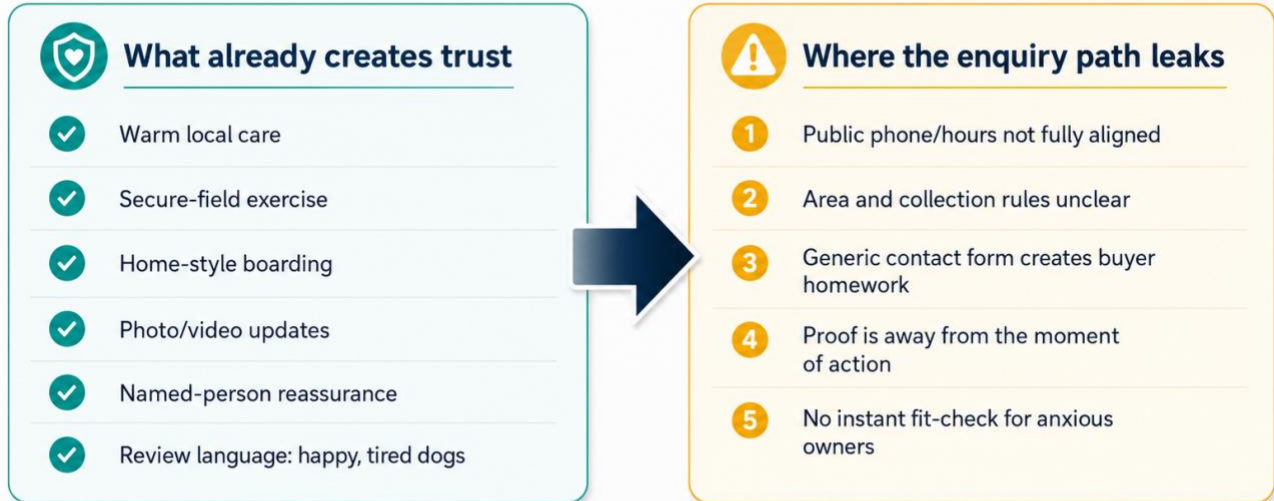 What already creates trust
Warm local care
Secure-field exercise
Home-style boarding
Photo/video updates
Named-person reassurance
Review language: happy, tired dogs
Where the enquiry path leaks
1 Public phone/hours not fully aligned
2 Area and collection rules unclear
3 Generic contact form creates buyer
homework
4 Proof is away from the moment
of action
5 No instant fit-check for anxious
owners